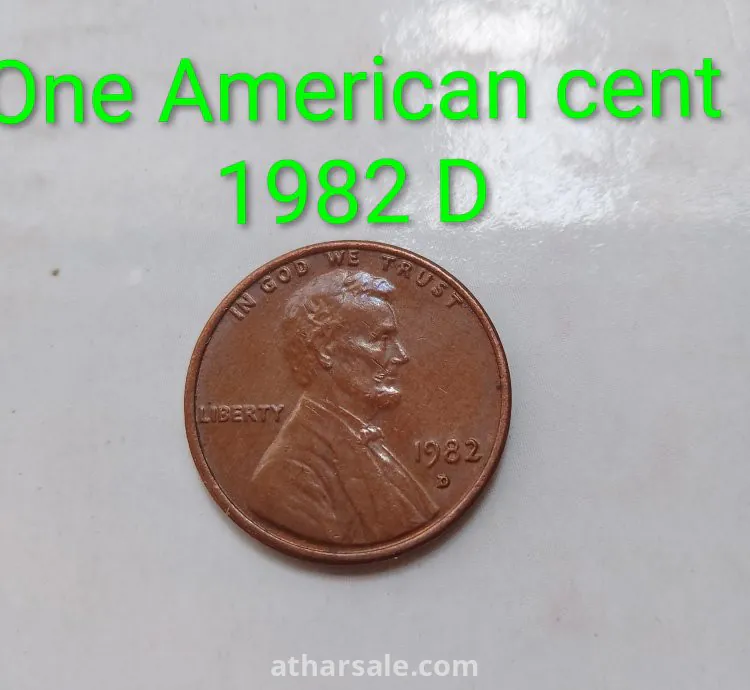 One American cent
1982 D
IN GOD WE TRUST
LIBERTY
1982
D
atharsale.com